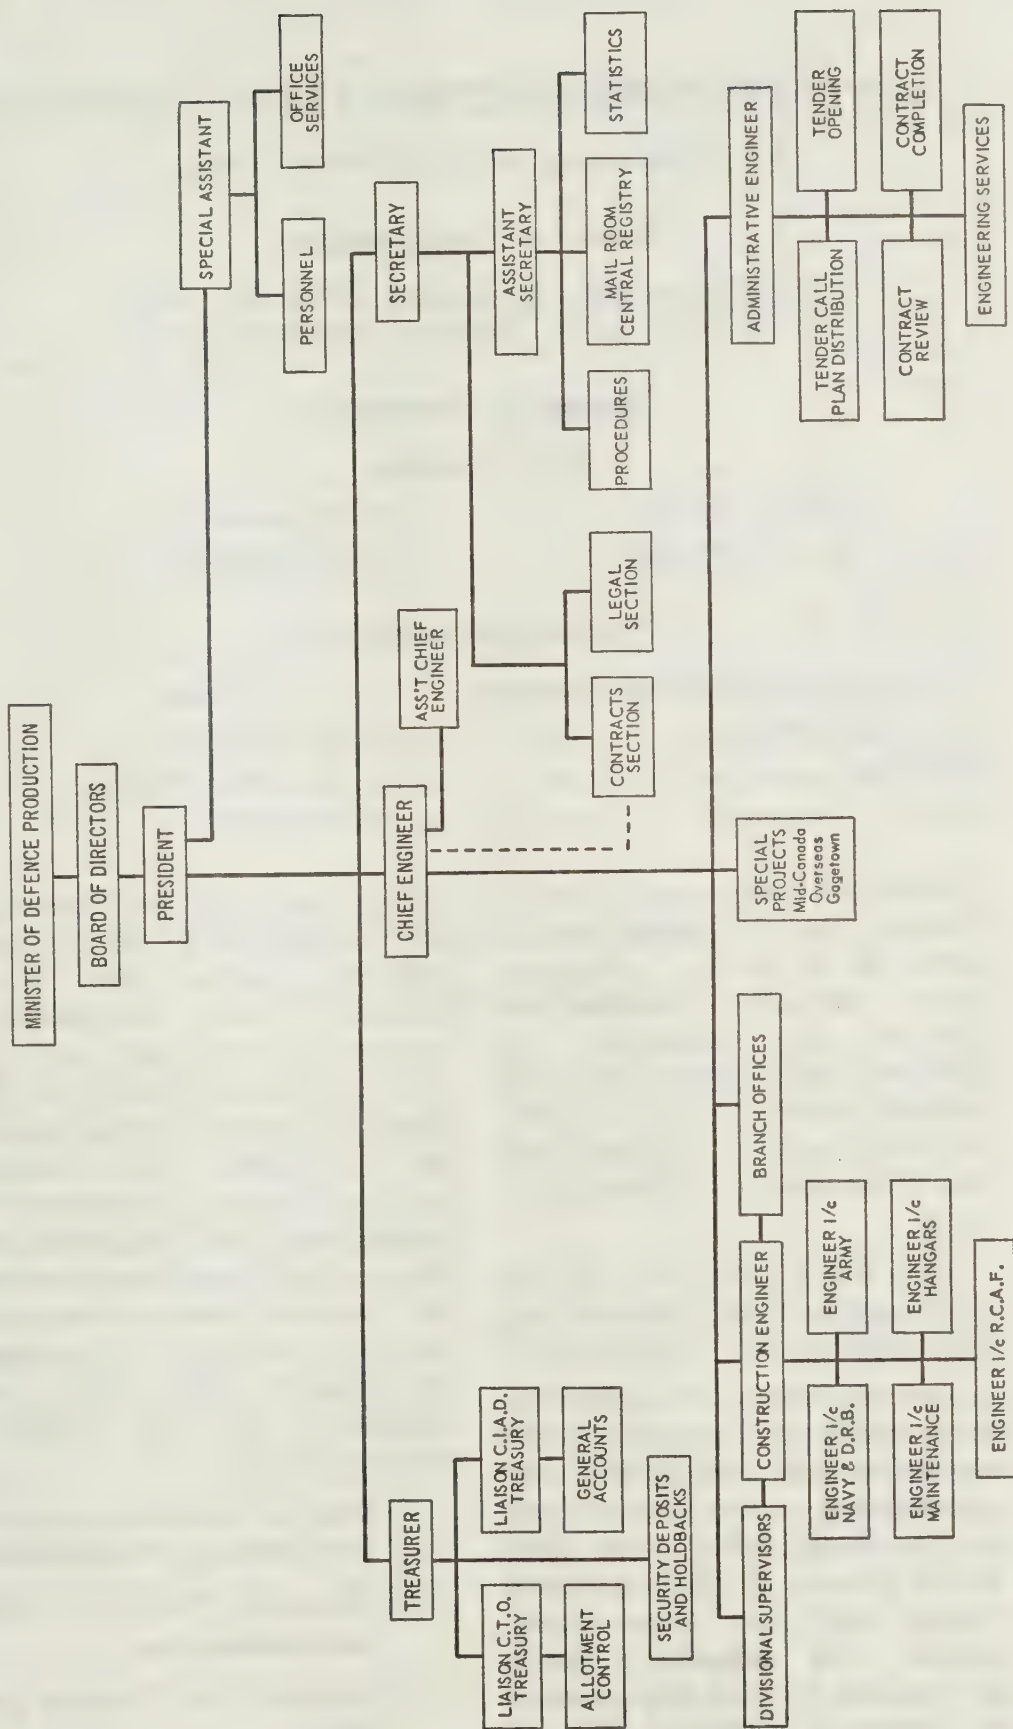 MINISTER OF DEFENCE PRODUCTION
BOARD OF DIRECTORS
PRESIDENT
SPECIAL ASSISTANT
PERSONNEL
OFFICE
SERVICES
TREASURER
LIAISON C.T.O.
TREASURY
LIAISON C.I.A.D.
TREASURY
ALLOTMENT
CONTROL
GENERAL
ACCOUNTS
SECURITY DEPOSITS
AND HOLDBACKS
CHIEF ENGINEER
ASS'T CHIEF
ENGINEER
SECRETARY
ASSISTANT
SECRETARY
CONTRACTS
SECTION
LEGAL
SECTION
PROCEDURES
MAIL ROOM
CENTRAL REGISTRY
STATISTICS
DIVISIONAL SUPERVISORS
CONSTRUCTION ENGINEER
BRANCH OFFICES
SPECIAL
PROJECTS
Mid-Canada
Overseas
Gagetown
ADMINISTRATIVE ENGINEER
ENGINEER i/c
NAVY & D.R.B.
ENGINEER i/c
ARMY
ENGINEER i/c
MAINTENANCE
ENGINEER i/c
HANGARS
ENGINEER i/c R.C.A.F.
TENDER CALL
PLAN DISTRIBUTION
TENDER
OPENING
CONTRACT
REVIEW
CONTRACT
COMPLETION
ENGINEERING SERVICES